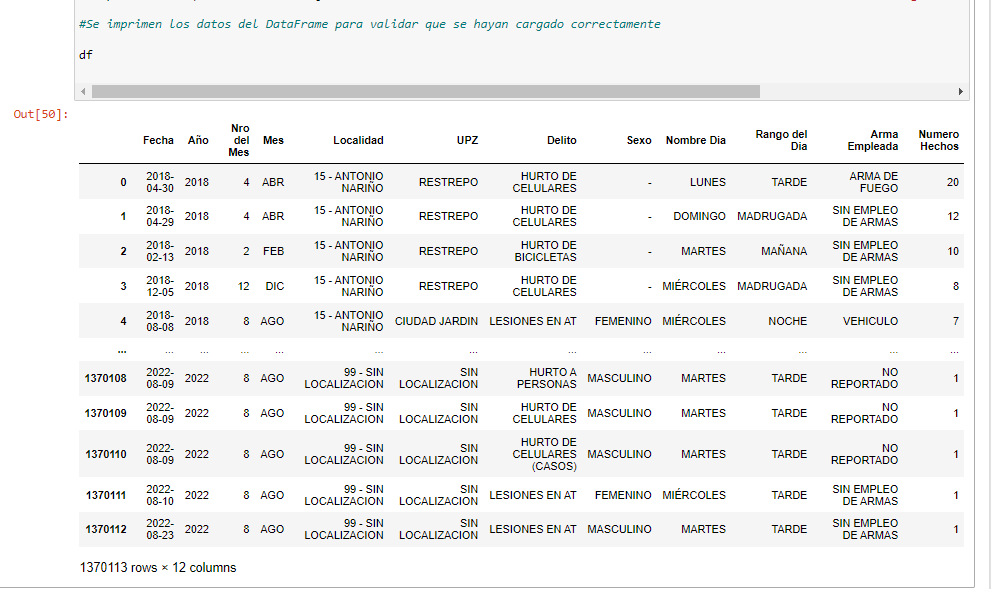 #Se imprimen los datos del DataFrame para validar que se hayan cargado correctamente
df
Out[50]:
Fecha Año Nro del Mes Mes Localidad UPZ Delito Sexo Nombre Dia Rango del Dia Arma Empleada Numero Hechos
0 2018-04-30 2018 4 ABR 15 - ANTONIO NARIÑO RESTREPO HURTO DE CELULARES - LUNES TARDE ARMA DE FUEGO 20
1 2018-04-29 2018 4 ABR 15 - ANTONIO NARIÑO RESTREPO HURTO DE CELULARES - DOMINGO MADRUGADA SIN EMPLEO DE ARMAS 12
2 2018-02-13 2018 2 FEB 15 - ANTONIO NARIÑO RESTREPO HURTO DE BICICLETAS - MARTES MAÑANA SIN EMPLEO DE ARMAS 10
3 2018-12-05 2018 12 DIC 15 - ANTONIO NARIÑO RESTREPO HURTO DE CELULARES - MIÉRCOLES MADRUGADA SIN EMPLEO DE ARMAS 8
4 2018-08-08 2018 8 AGO 15 - ANTONIO NARIÑO CIUDAD JARDIN LESIONES EN AT FEMENINO MIÉRCOLES NOCHE VEHICULO 7
... ... ... ... ... ... ... ... ... ... ... ... ...
1370108 2022-08-09 2022 8 AGO 99 - SIN LOCALIZACION SIN LOCALIZACION HURTO A PERSONAS MASCULINO MARTES TARDE NO REPORTADO 1
1370109 2022-08-09 2022 8 AGO 99 - SIN LOCALIZACION SIN LOCALIZACION HURTO DE CELULARES MASCULINO MARTES TARDE NO REPORTADO 1
1370110 2022-08-09 2022 8 AGO 99 - SIN LOCALIZACION SIN LOCALIZACION HURTO DE CELULARES (CASOS) MASCULINO MARTES TARDE NO REPORTADO 1
1370111 2022-08-10 2022 8 AGO 99 - SIN LOCALIZACION SIN LOCALIZACION LESIONES EN AT FEMENINO MIÉRCOLES TARDE SIN EMPLEO DE ARMAS 1
1370112 2022-08-23 2022 8 AGO 99 - SIN LOCALIZACION SIN LOCALIZACION LESIONES EN AT MASCULINO MARTES TARDE SIN EMPLEO DE ARMAS 1
1370113 rows × 12 columns